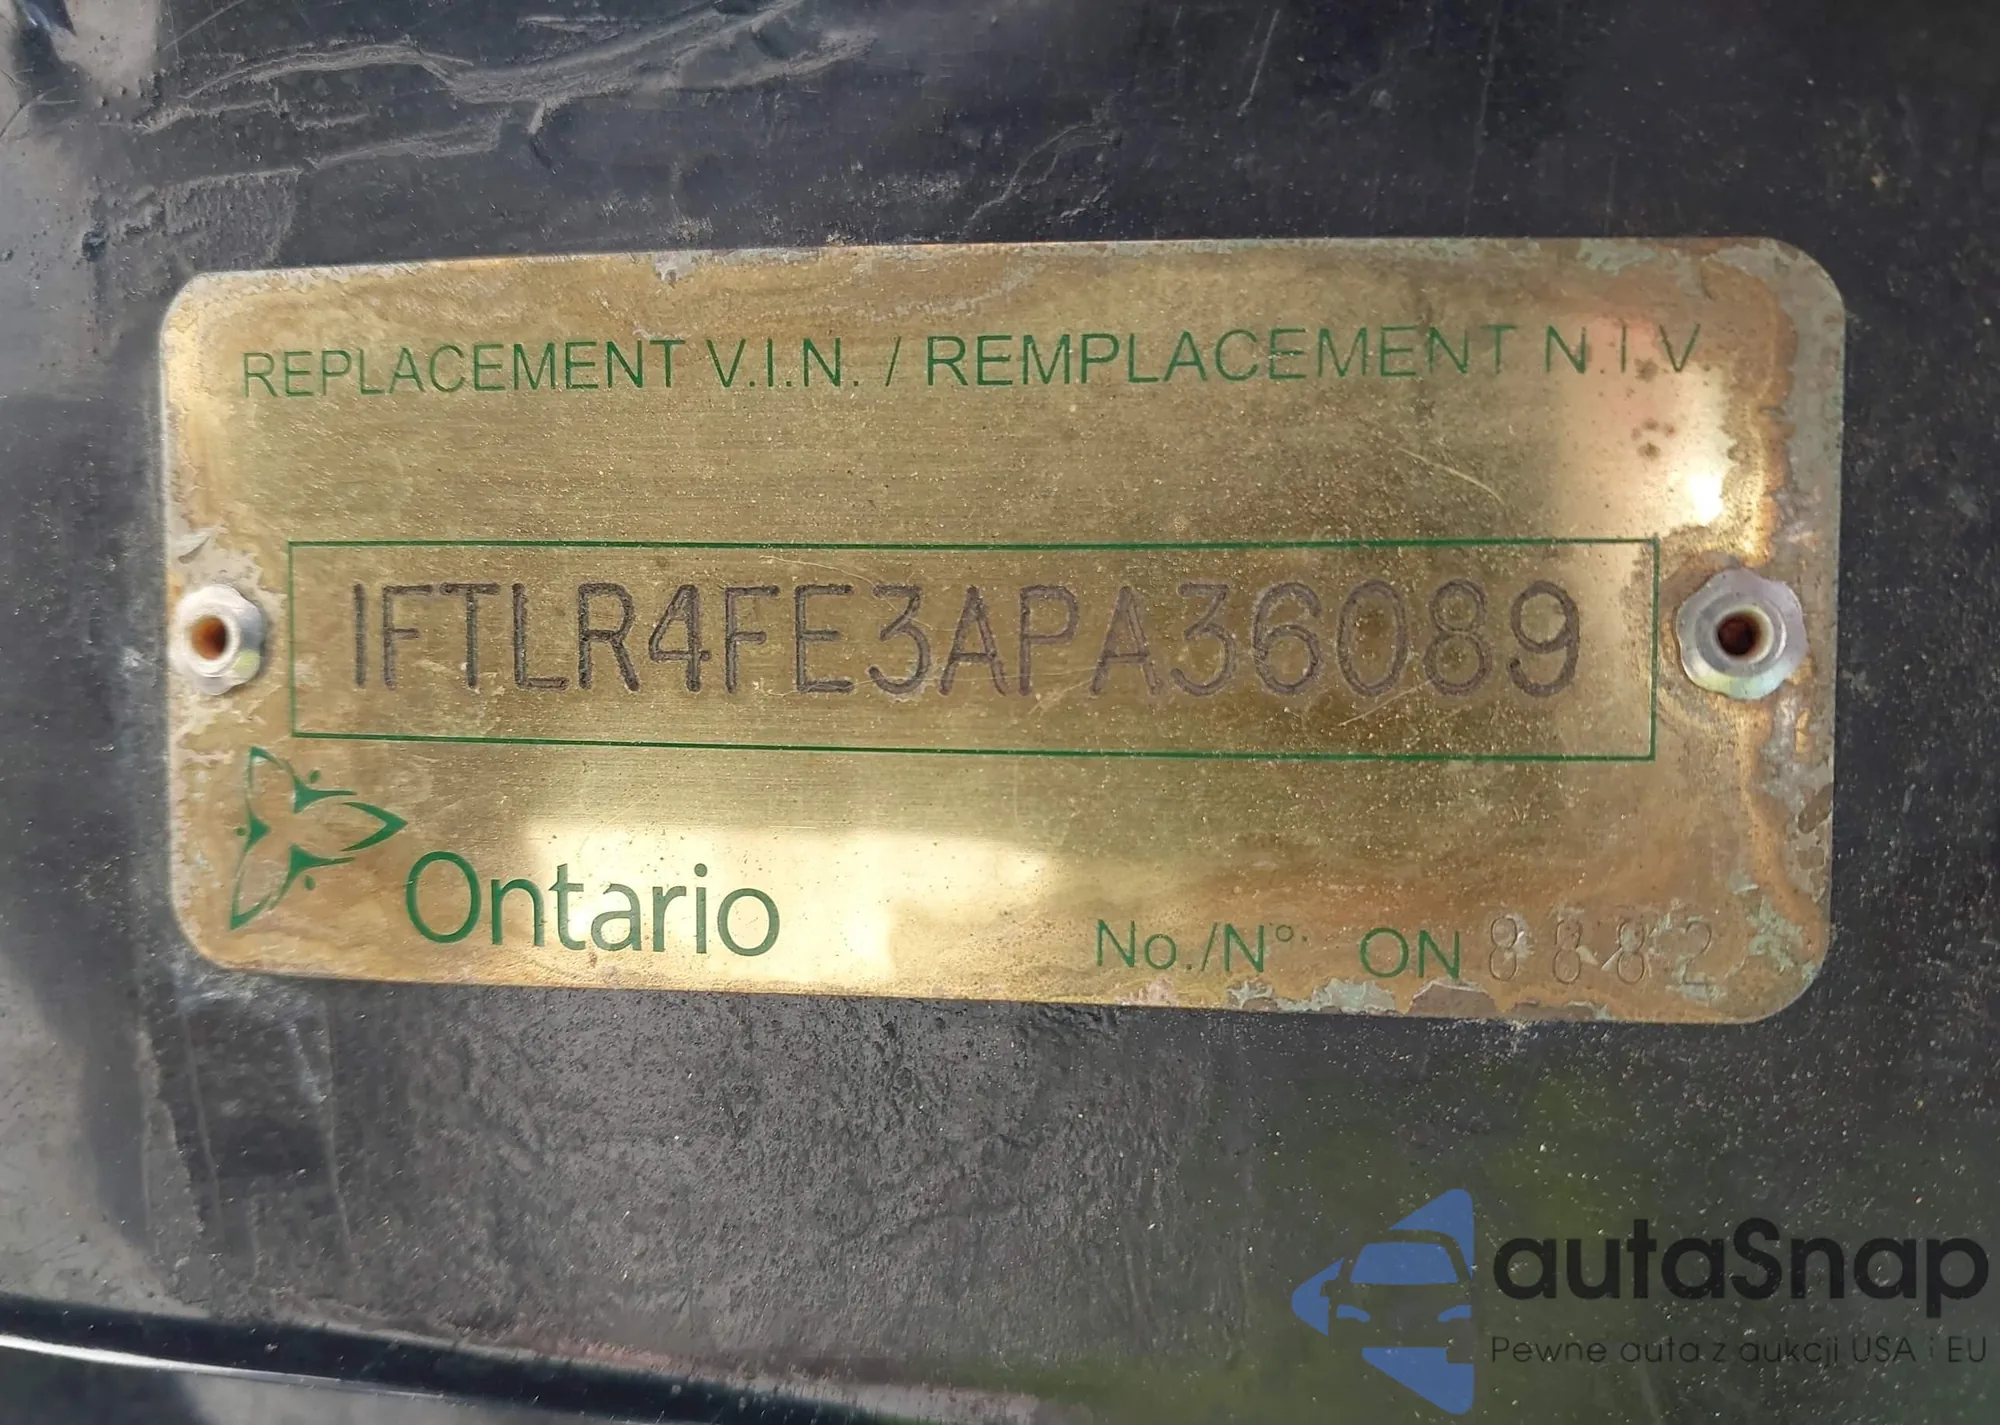 REPLACEMENT V.I.N. / REMPLACEMENT N.I.V.
1FTLR4FE3APA36089
Ontario
No./N°. ON 8882
autaSnap
Pewne auta z aukcji USA i EU